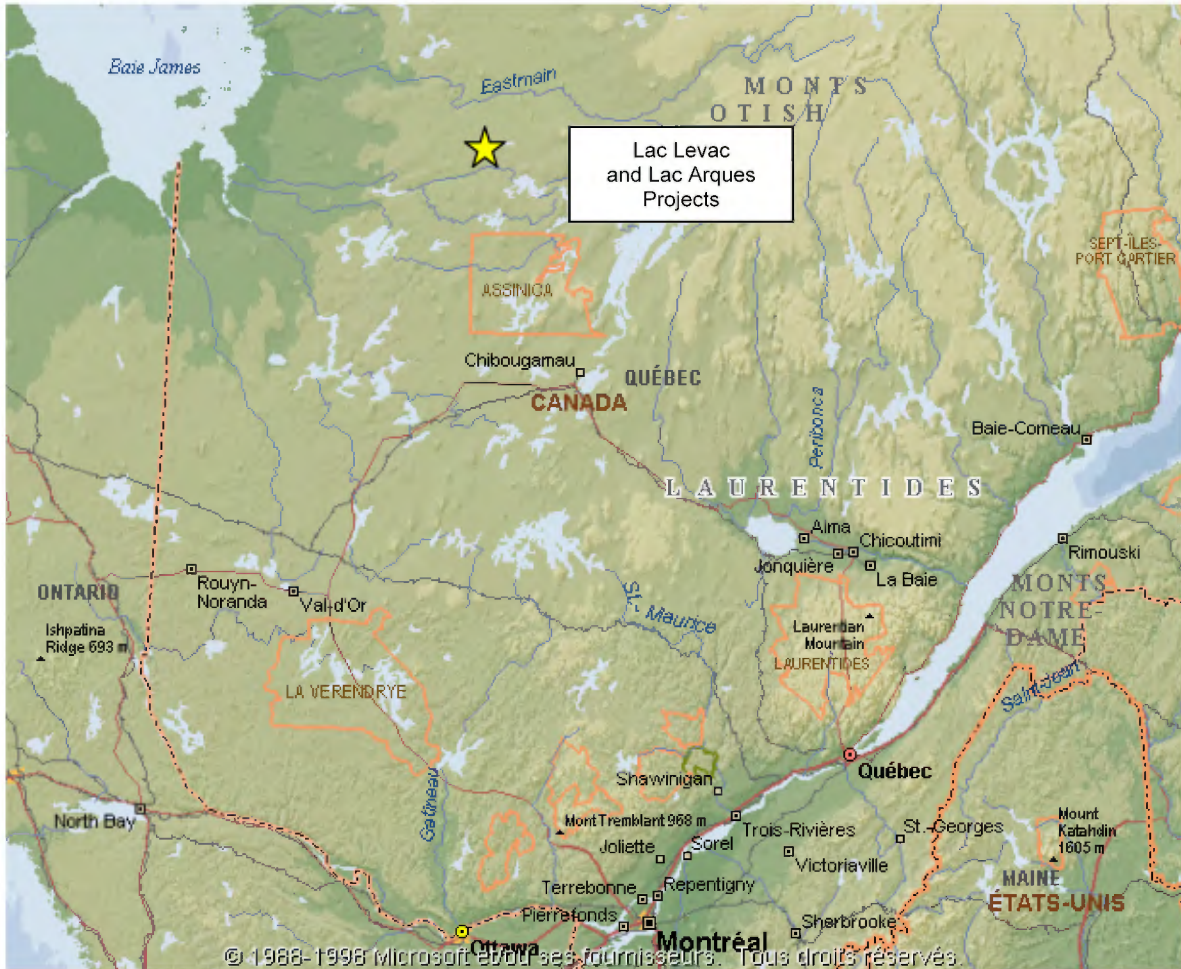 Baie James
Eastmain
MONTS
OTISH
Lac Levac
and Lac Arques
Projects
SEPT-ÎLES-
PORT CARTIER
ASSINICA
Chibougamau
QUÉBEC
CANADA
Peribonca
Baie-Comeau
LAURENTIDES
Alma
Chicoutimi
Jonquière
La Baie
Rimouski
ONTARIO
Rouyn-
Noranda
Val-d'Or
St.- Maurice
MONTS
NOTRE-
DAME
Ishpatina
Ridge 693 m
Laurentian
Mountain
LAURENTIDES
LA VERENDRYE
Saint-Jean
Gatineau
Shawinigan
Québec
North Bay
Mont Tremblant 968 m
Trois-Rivières
St.-Georges
Mount
Katahdin
1605 m
Joliette
Sorel
Victoriaville
MAINE
ÉTATS-UNIS
Terrebonne
Repentigny
Pierrefonds
Sherbrooke
Ottawa
Montréal
© 1988-1998 Microsoft et/ou ses fournisseurs. Tous droits réservés.